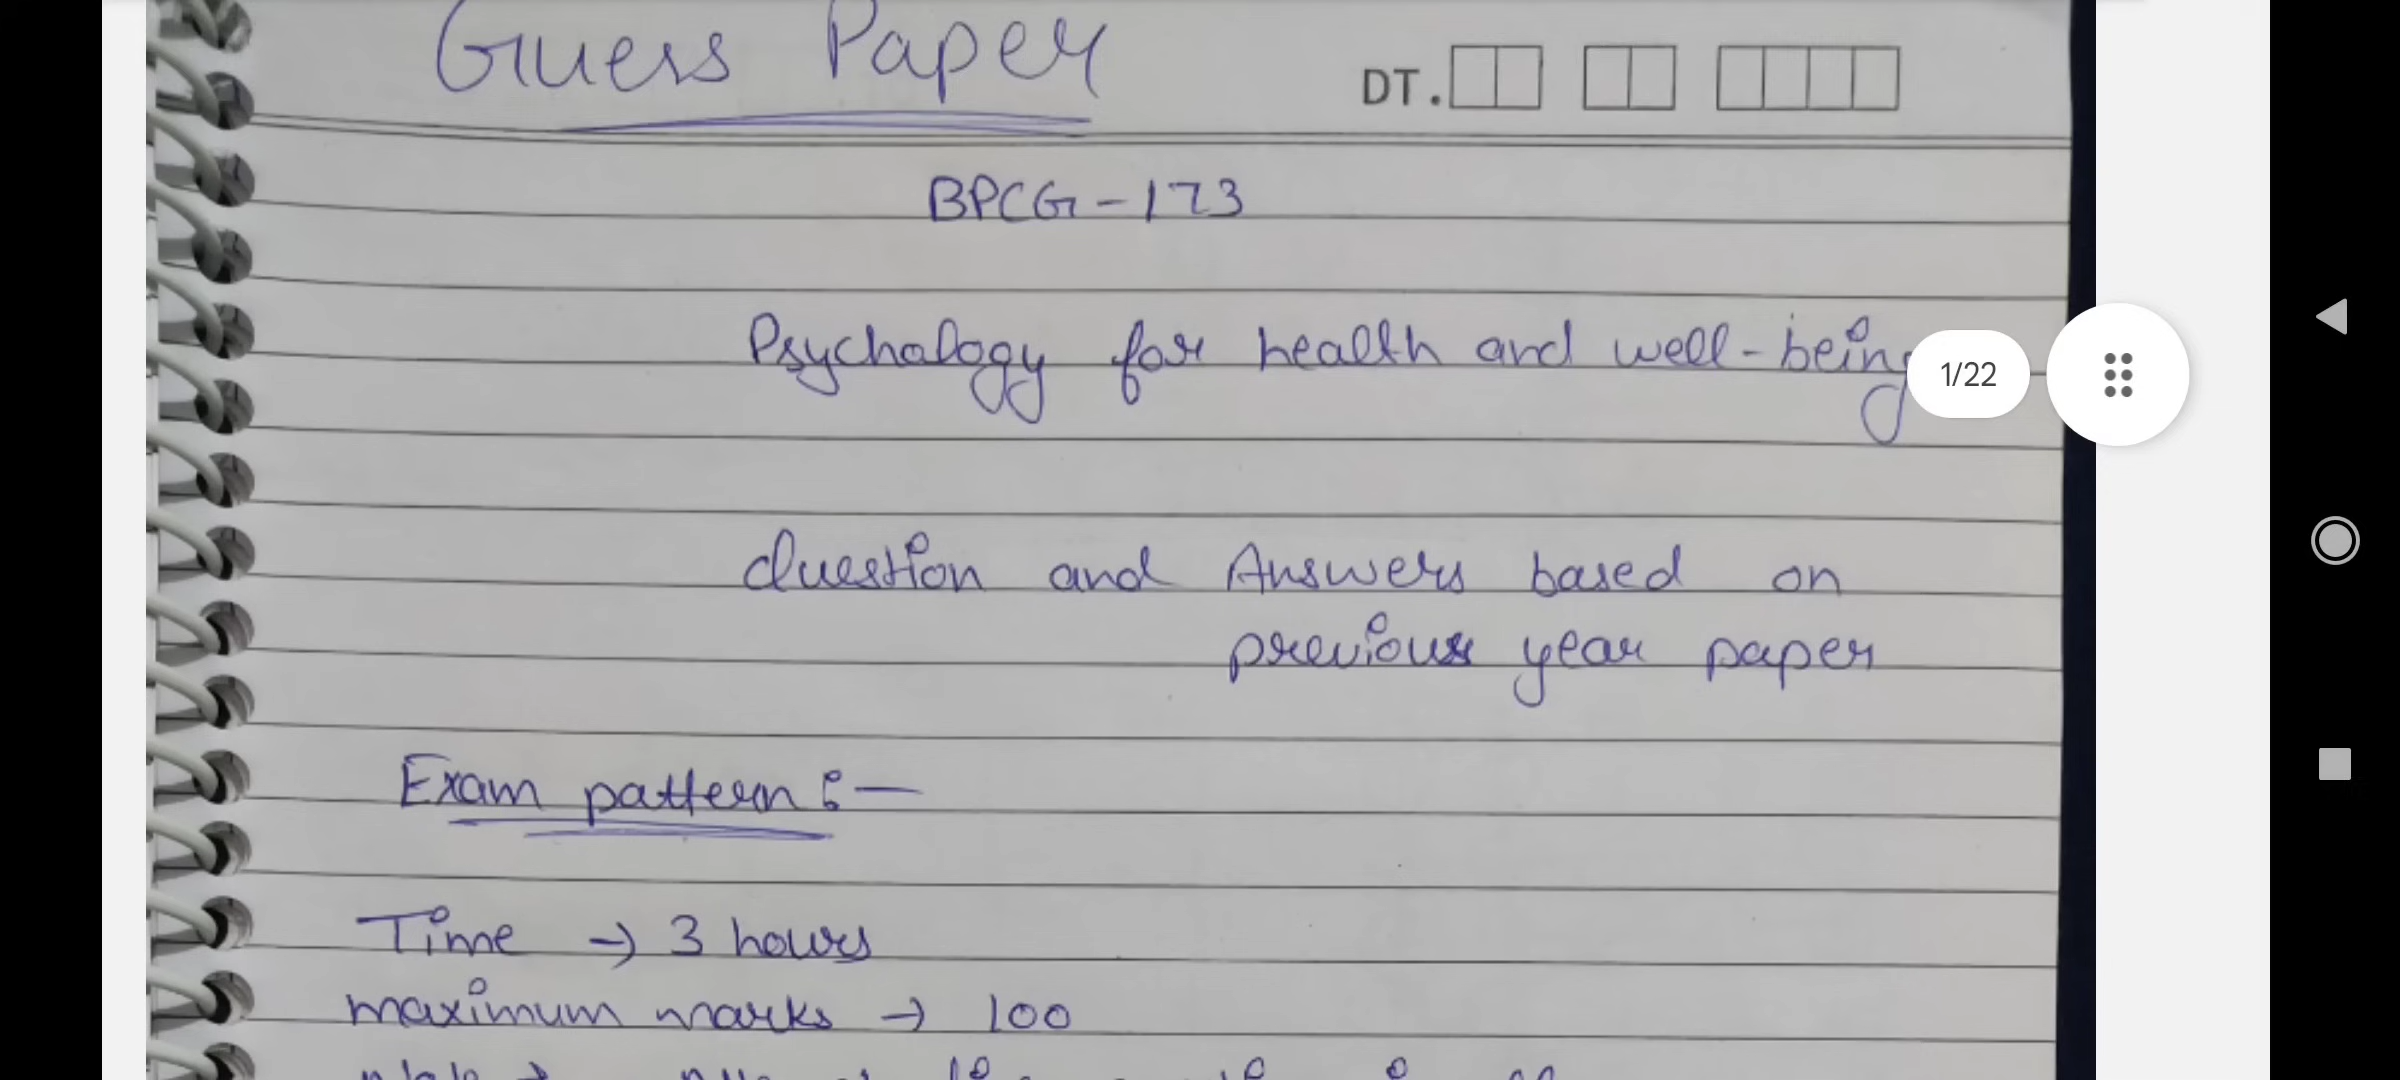 Guess Paper
DT.
BPCG-173
Psychology for health and well-being
1/22
Question and Answers based on
previous year paper
Exam pattern :-
Time → 3 hours
maximum marks → 100